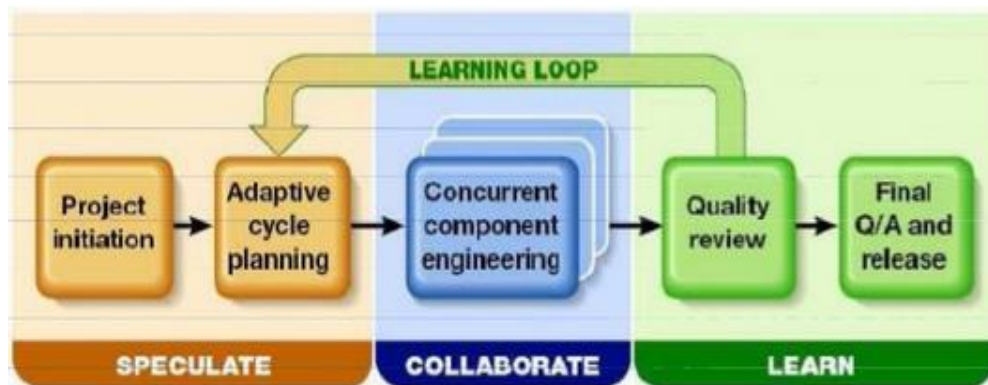 LEARNING LOOP
Project
initiation
Adaptive
cycle
planning
Concurrent
component
engineering
Quality
review
Final
Q/A and
release
SPECULATE
COLLABORATE
LEARN